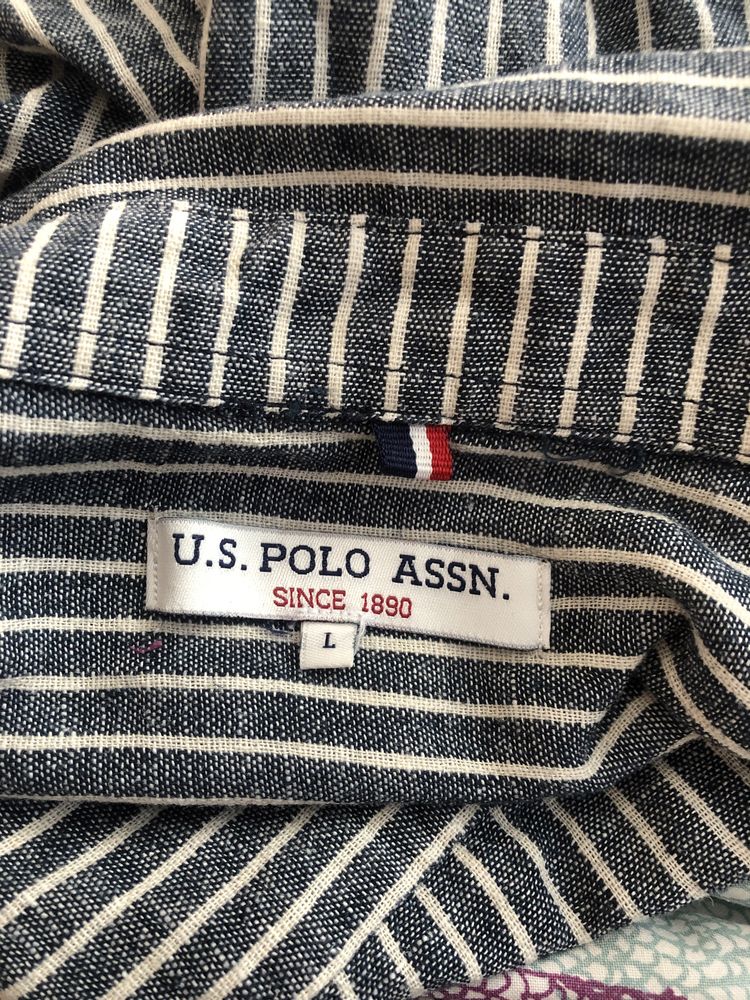 U.S. POLO ASSN.
SINCE 1890
L